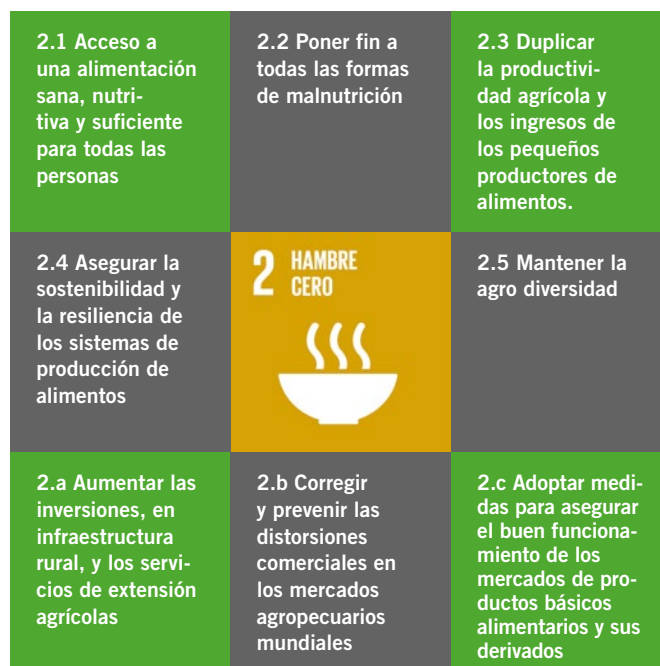 2.1 Acceso a
una alimentación
sana, nutri-
tiva y suficiente
para todas las
personas
2.2 Poner fin a
todas las formas
de malnutrición
2.3 Duplicar
la productivi-
dad agrícola y
los ingresos de
los pequeños
productores de
alimentos.
2.4 Asegurar la
sostenibilidad y
la resiliencia de
los sistemas de
producción de
alimentos
2 HAMBRE
CERO
2.5 Mantener la
agro diversidad
2.a Aumentar las
inversiones, en
infraestructura
rural, y los servi-
cios de extensión
agrícolas
2.b Corregir
y prevenir las
distorsiones
comerciales en
los mercados
agropecuarios
mundiales
2.c Adoptar medi-
das para asegurar
el buen funciona-
miento de los
mercados de pro-
ductos básicos
alimentarios y sus
derivados